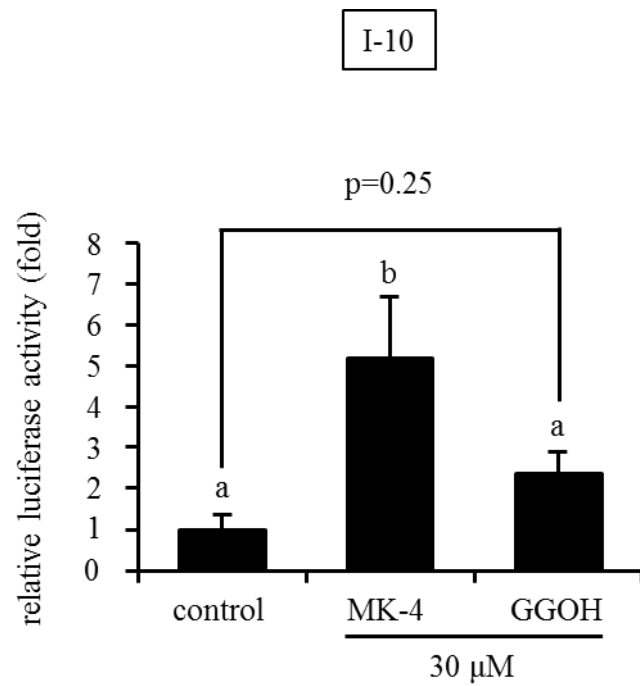 I-10
p=0.25
relative luciferase activity (fold)
8
7
6
5
4
3
2
1
0
a
b
a
control MK-4 GGOH
30 μM